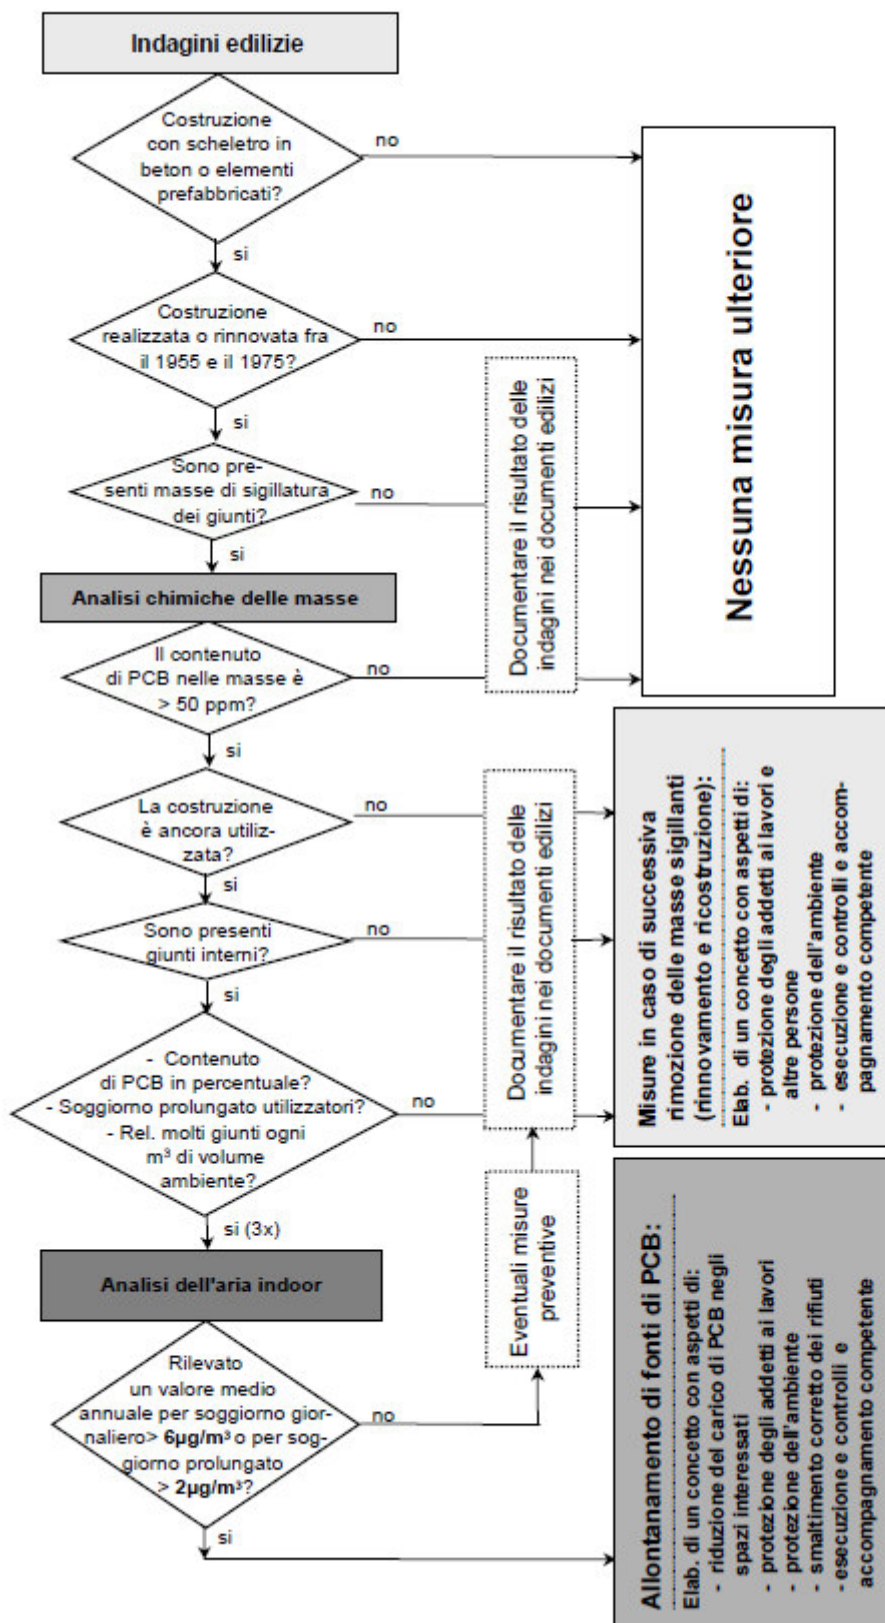 Indagini edilizie
Costruzione
con scheletro in
beton o elementi
prefabbricati?
no
si
Costruzione
realizzata o rinnovata fra
il 1955 e il 1975?
no
si
Sono pre-
senti masse di sigillatura
dei giunti?
no
si
Documentare il risultato delle
indagini nei documenti edilizi
Nessuna misura ulteriore
Analisi chimiche delle masse
Il contenuto
di PCB nelle masse è
> 50 ppm?
no
si
La costruzione
è ancora utiliz-
zata?
no
si
Sono presenti
giunti interni?
no
si
- Contenuto
di PCB in percentuale?
- Soggiorno prolungato utilizzatori?
- Rel. molti giunti ogni
m³ di volume
ambiente?
no
si (3x)
Documentare il risultato delle
indagini nei documenti edilizi
Misure in caso di successiva
rimozione delle masse sigillanti
(rinnovamento e ricostruzione):
Elab. di un concetto con aspetti di:
- protezione degli addetti ai lavori e
altre persone
- protezione dell'ambiente
- esecuzione e controlli e accom-
pagnamento competente
Analisi dell'aria indoor
Rilevato
un valore medio
annuale per soggiorno gior-
naliero> 6µg/m³ o per sog-
giorno prolungato
> 2µg/m³?
no
si
Eventuali misure
preventive
Allontanamento di fonti di PCB:
Elab. di un concetto con aspetti di:
- riduzione del carico di PCB negli
spazi interessati
- protezione degli addetti ai lavori
- protezione dell'ambiente
- smaltimento corretto dei rifiuti
- esecuzione e controlli e
accompagnamento competente